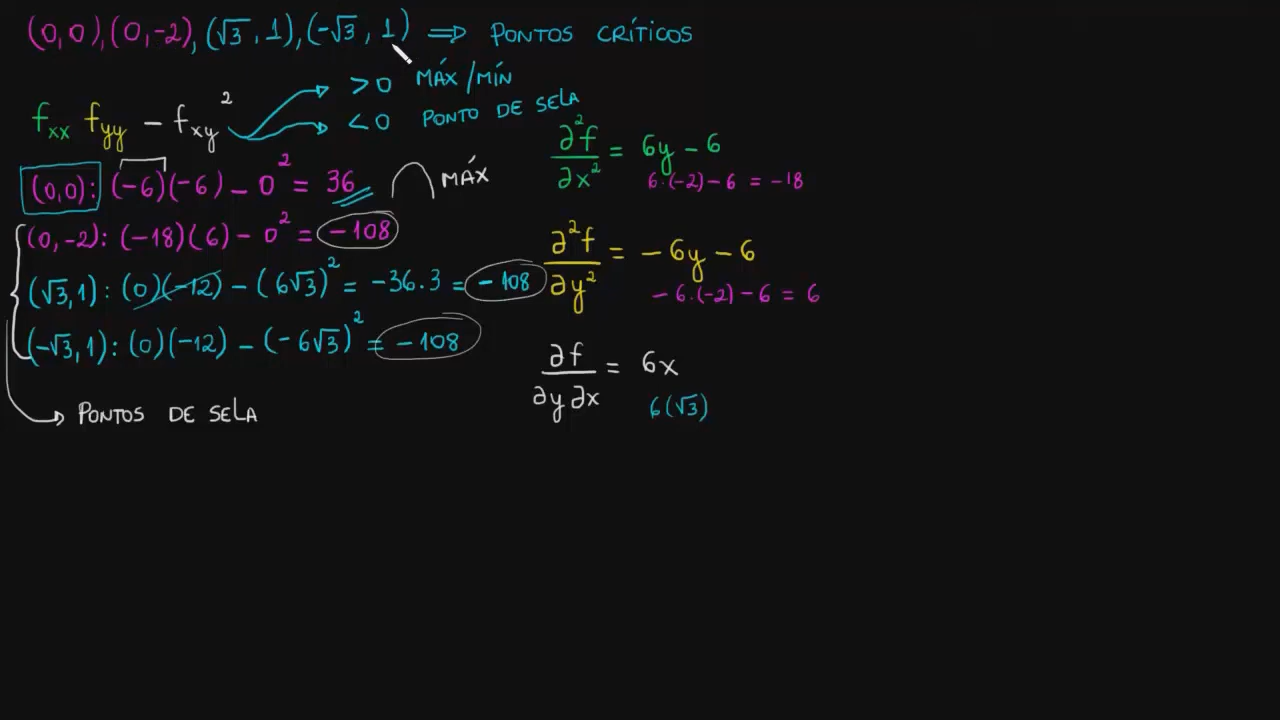 (0,0),(0,-2),(√3,1),(-√3,1) ⇒ PONTOS CRÍTICOS
>0 MÁX/MÍN
<0 PONTO DE SELA
f_xx f_yy - f_xy²
(0,0): (-6)(-6) - 0² = 36 MÁX
(0,-2): (-18)(6) - 0² = -108
(√3,1): (0)(-12) - (6√3)² = -36.3 = -108
(-√3,1): (0)(-12) - (-6√3)² = -108
→ PONTOS DE SELA
∂²f/∂x² = 6y - 6
6.(-2)-6 = -18
∂²f/∂y² = -6y - 6
-6.(-2)-6 = 6
∂f/∂y∂x = 6x
6(√3)